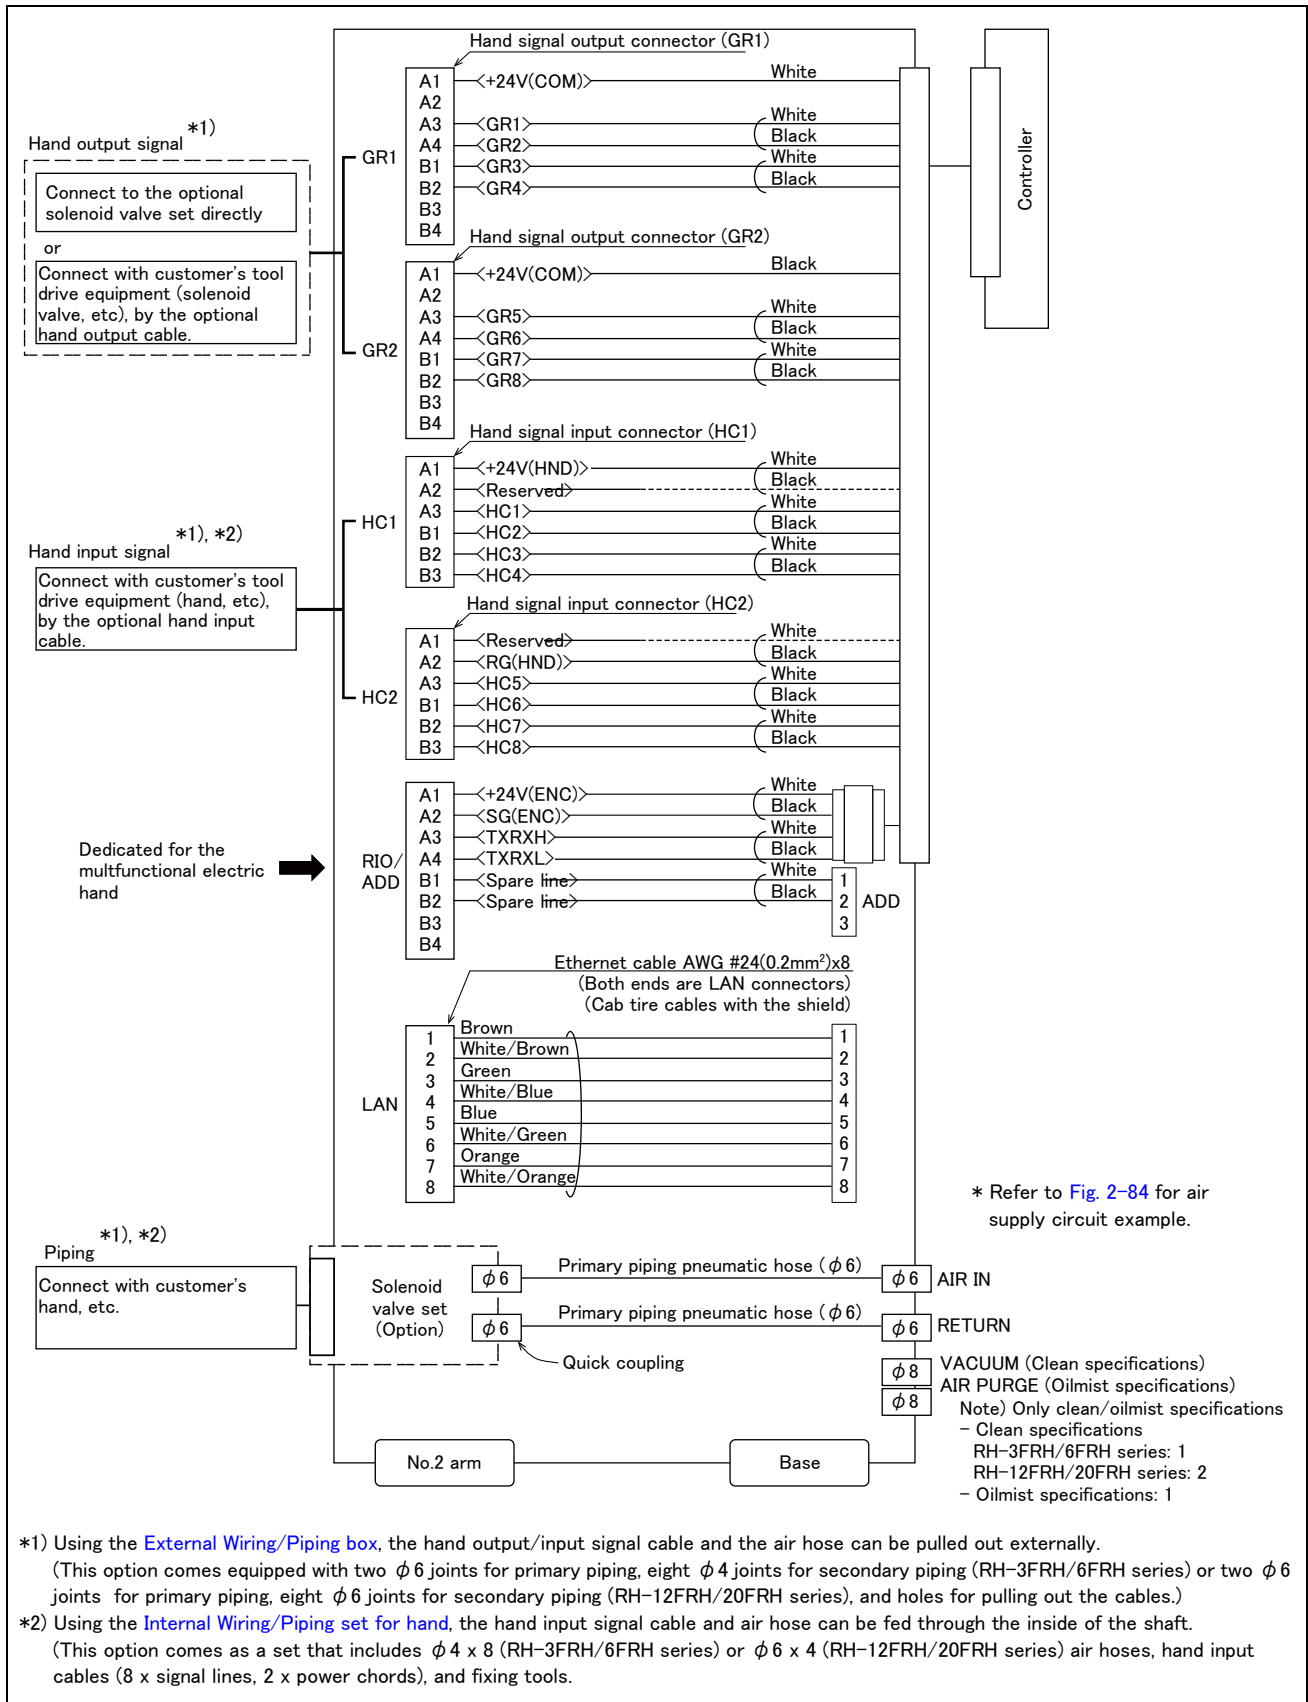 Hand signal output connector (GR1)
A1 <+24V(COM)> White
A2
A3 <GR1> White
A4 <GR2> Black
B1 <GR3> White
B2 <GR4> Black
B3
B4
GR1
Controller
Hand output signal *1)
Connect to the optional
solenoid valve set directly
or
Connect with customer's tool
drive equipment (solenoid
valve, etc), by the optional
hand output cable.
Hand signal output connector (GR2)
A1 <+24V(COM)> Black
A2
A3 <GR5> White
A4 <GR6> Black
B1 <GR7> White
B2 <GR8> Black
B3
B4
GR2
Hand signal input connector (HC1)
A1 <+24V(HND)> White
A2 <Reserved> Black
A3 <HC1> White
B1 <HC2> Black
B2 <HC3> White
B3 <HC4> Black
HC1
Hand input signal *1), *2)
Connect with customer's tool
drive equipment (hand, etc),
by the optional hand input
cable.
Hand signal input connector (HC2)
A1 <Reserved> White
A2 <RG(HND)> Black
A3 <HC5> White
B1 <HC6> Black
B2 <HC7> White
B3 <HC8> Black
HC2
Dedicated for the
multfunctional electric
hand
RIO/
ADD
A1 <+24V(ENC)> White
A2 <SG(ENC)> Black
A3 <TXRXH> White
A4 <TXRXL> Black
B1 <Spare line> White 1
B2 <Spare line> Black 2 ADD
B3 3
B4
Ethernet cable AWG #24(0.2mm²)x8
(Both ends are LAN connectors)
(Cab tire cables with the shield)
LAN
1 Brown 1
2 White/Brown 2
3 Green 3
4 White/Blue 4
5 Blue 5
6 White/Green 6
7 Orange 7
8 White/Orange 8
* Refer to Fig. 2-84 for air
supply circuit example.
Piping *1), *2)
Connect with customer's
hand, etc.
Solenoid
valve set
(Option)
φ6 Primary piping pneumatic hose (φ6) φ6 AIR IN
φ6 Primary piping pneumatic hose (φ6) φ6 RETURN
Quick coupling
φ8 VACUUM (Clean specifications)
φ8 AIR PURGE (Oilmist specifications)
Note) Only clean/oilmist specifications
- Clean specifications
RH-3FRH/6FRH series: 1
RH-12FRH/20FRH series: 2
- Oilmist specifications: 1
No.2 arm
Base
*1) Using the External Wiring/Piping box, the hand output/input signal cable and the air hose can be pulled out externally.
(This option comes equipped with two φ6 joints for primary piping, eight φ4 joints for secondary piping (RH-3FRH/6FRH series) or two φ6
joints for primary piping, eight φ6 joints for secondary piping (RH-12FRH/20FRH series), and holes for pulling out the cables.)
*2) Using the Internal Wiring/Piping set for hand, the hand input signal cable and air hose can be fed through the inside of the shaft.
(This option comes as a set that includes φ4 x 8 (RH-3FRH/6FRH series) or φ6 x 4 (RH-12FRH/20FRH series) air hoses, hand input
cables (8 x signal lines, 2 x power chords), and fixing tools.